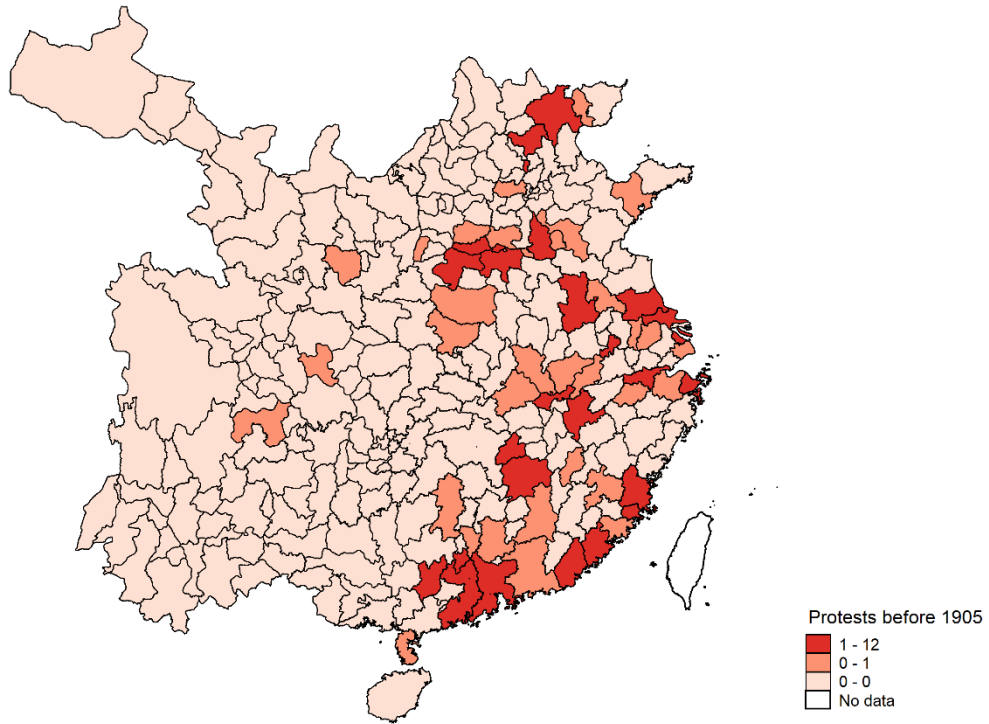 Protests before 1905
1 - 12
0 - 1
0 - 0
No data